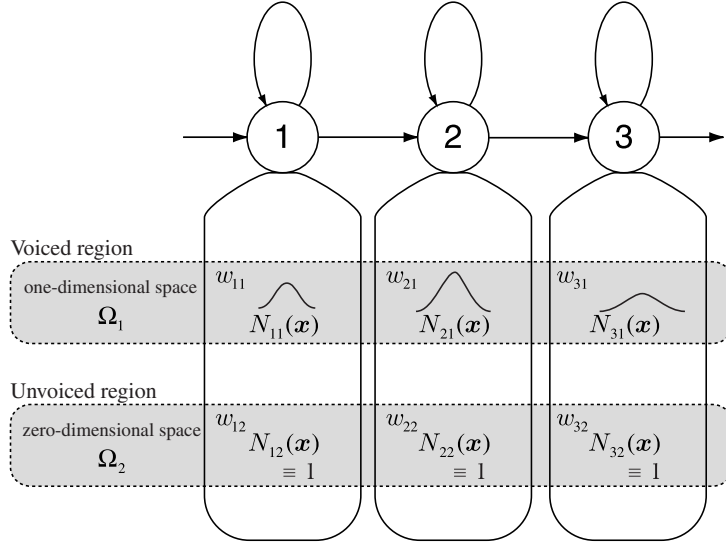 1 2 3
Voiced region
one-dimensional space
Ω₁
w₁₁ w₂₁ w₃₁
N₁₁(x) N₂₁(x) N₃₁(x)
Unvoiced region
zero-dimensional space
Ω₂
w₁₂ w₂₂ w₃₂
N₁₂(x) N₂₂(x) N₃₂(x)
≡ 1 ≡ 1 ≡ 1